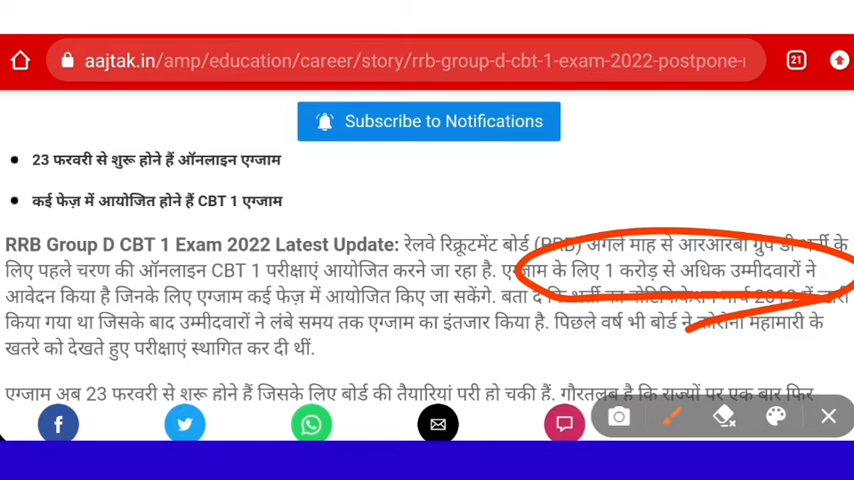 aajtak.in/amp/education/career/story/rrb-group-d-cbt-1-exam-2022-postpone-
21
Subscribe to Notifications
23 फरवरी से शुरू होने हैं ऑनलाइन एग्जाम
कई फेज़ में आयोजित होने हैं CBT 1 एग्जाम
RRB Group D CBT 1 Exam 2022 Latest Update: रेलवे रिक्रूटमेंट बोर्ड (RRB) अगले माह से आरआरबी ग्रुप डी भर्ती के
लिए पहले चरण की ऑनलाइन CBT 1 परीक्षाएं आयोजित करने जा रहा है. एग्जाम के लिए 1 करोड़ से अधिक उम्मीदवारों ने
आवेदन किया है जिनके लिए एग्जाम कई फेज़ में आयोजित किए जा सकेंगे. बता दें कि भर्ती का नोटिफिकेशन मार्च 2019 में जारी
किया गया था जिसके बाद उम्मीदवारों ने लंबे समय तक एग्जाम का इंतजार किया है. पिछले वर्ष भी बोर्ड ने कोरोना महामारी के
खतरे को देखते हुए परीक्षाएं स्थगित कर दी थीं.
एग्जाम अब 23 फरवरी से शुरू होने हैं जिसके लिए बोर्ड की तैयारियां पूरी हो चुकी हैं. गौरतलब है कि राज्यों पर एक बार फिर